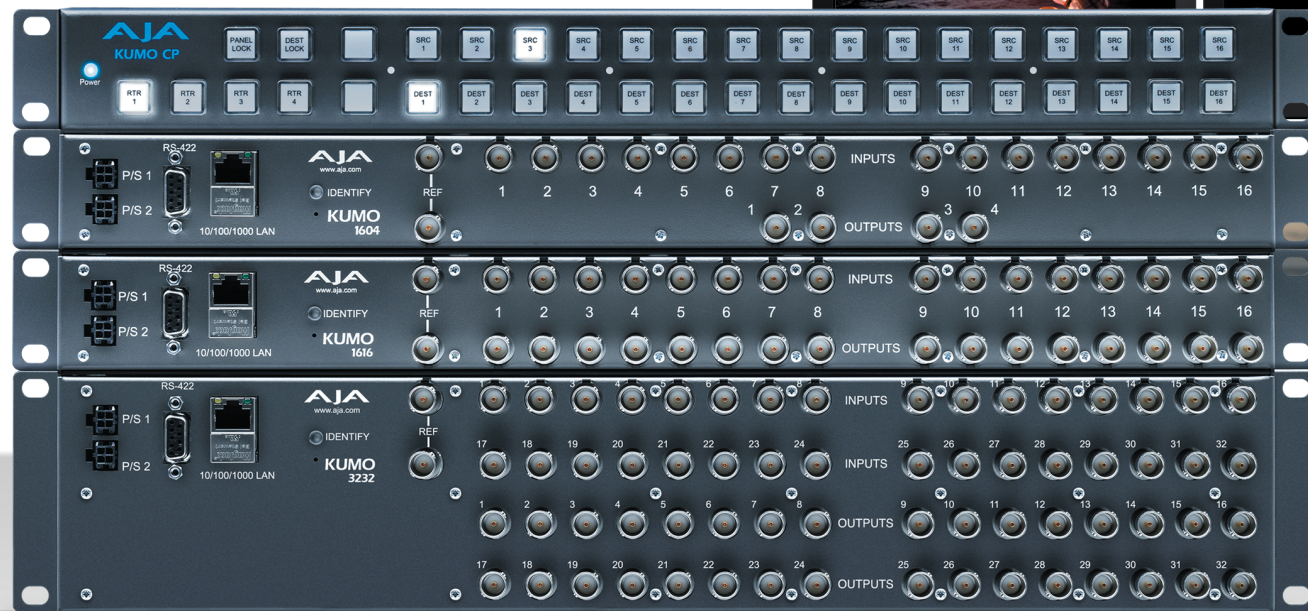 AJA
KUMO CP
Power
PANEL LOCK DEST LOCK SRC 1 SRC 2 SRC 3 SRC 4 SRC 5 SRC 6 SRC 7 SRC 8 SRC 9 SRC 10 SRC 11 SRC 12 SRC 13 SRC 14 SRC 15 SRC 16
RTR 1 RTR 2 RTR 3 RTR 4 DEST 1 DEST 2 DEST 3 DEST 4 DEST 5 DEST 6 DEST 7 DEST 8 DEST 9 DEST 10 DEST 11 DEST 12 DEST 13 DEST 14 DEST 15 DEST 16
P/S 1
P/S 2
RS-422
10/100/1000 LAN
AJA
www.aja.com
IDENTIFY
KUMO
1604
REF
INPUTS
1 2 3 4 5 6 7 8 9 10 11 12 13 14 15 16
1 2 OUTPUTS 3 4
P/S 1
P/S 2
RS-422
10/100/1000 LAN
AJA
www.aja.com
IDENTIFY
KUMO
1616
REF
INPUTS
1 2 3 4 5 6 7 8 9 10 11 12 13 14 15 16
OUTPUTS
P/S 1
P/S 2
RS-422
10/100/1000 LAN
AJA
www.aja.com
IDENTIFY
KUMO
3232
REF
1 2 3 4 5 6 7 8 INPUTS 9 10 11 12 13 14 15 16
17 18 19 20 21 22 23 24 INPUTS 25 26 27 28 29 30 31 32
1 2 3 4 5 6 7 8 OUTPUTS 9 10 11 12 13 14 15 16
17 18 19 20 21 22 23 24 OUTPUTS 25 26 27 28 29 30 31 32